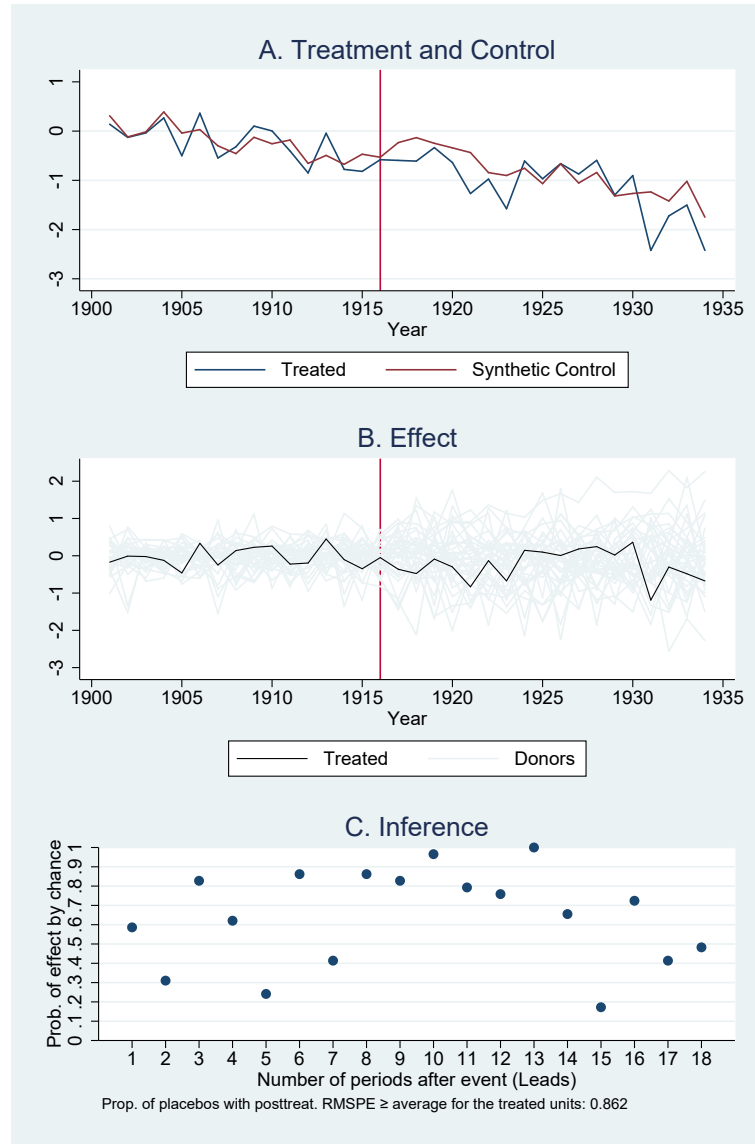 A. Treatment and Control
1
0
-1
-2
-3
1900 1905 1910 1915 1920 1925 1930 1935
Year
Treated Synthetic Control
B. Effect
2
1
0
-1
-2
-3
1900 1905 1910 1915 1920 1925 1930 1935
Year
Treated Donors
C. Inference
Prob. of effect by chance
0 .1 .2 .3 .4 .5 .6 .7 .8 .9 1
1 2 3 4 5 6 7 8 9 10 11 12 13 14 15 16 17 18
Number of periods after event (Leads)
Prop. of placebos with posttreat. RMSPE ≥ average for the treated units: 0.862